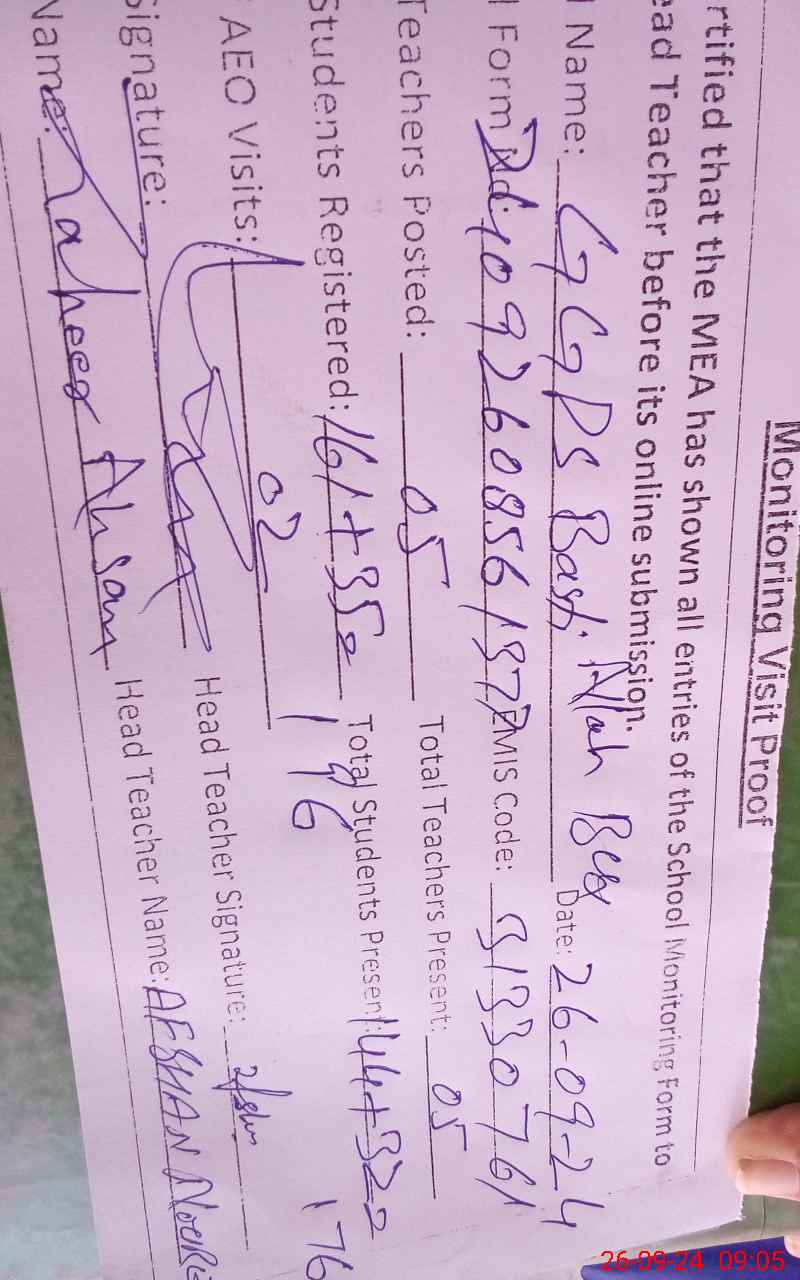 Monitoring Visit Proof
rtified that the MEA has shown all entries of the School Monitoring Form to
ead Teacher before its online submission.
l Name: GGPS Basti Allah Bux Date: 26-09-24
l Form Id: 109260856137 EMIS Code: 31330761
Teachers Posted: 05 Total Teachers Present: 05
Students Registered: 161+35= 196 Total Students Present: 144+32= 176
AEO Visits: 02
Signature: Head Teacher Signature:
Name: Ahsan Head Teacher Name: AFSHAN
26-09-24 09:05